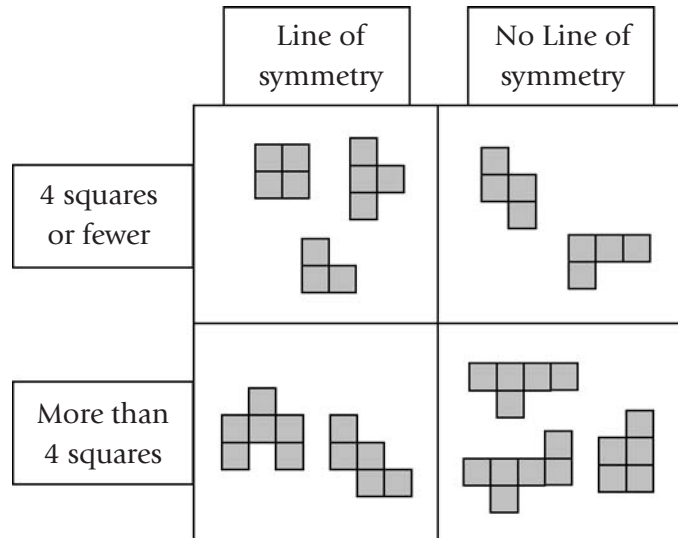 Line of
symmetry
No Line of
symmetry
4 squares
or fewer
More than
4 squares